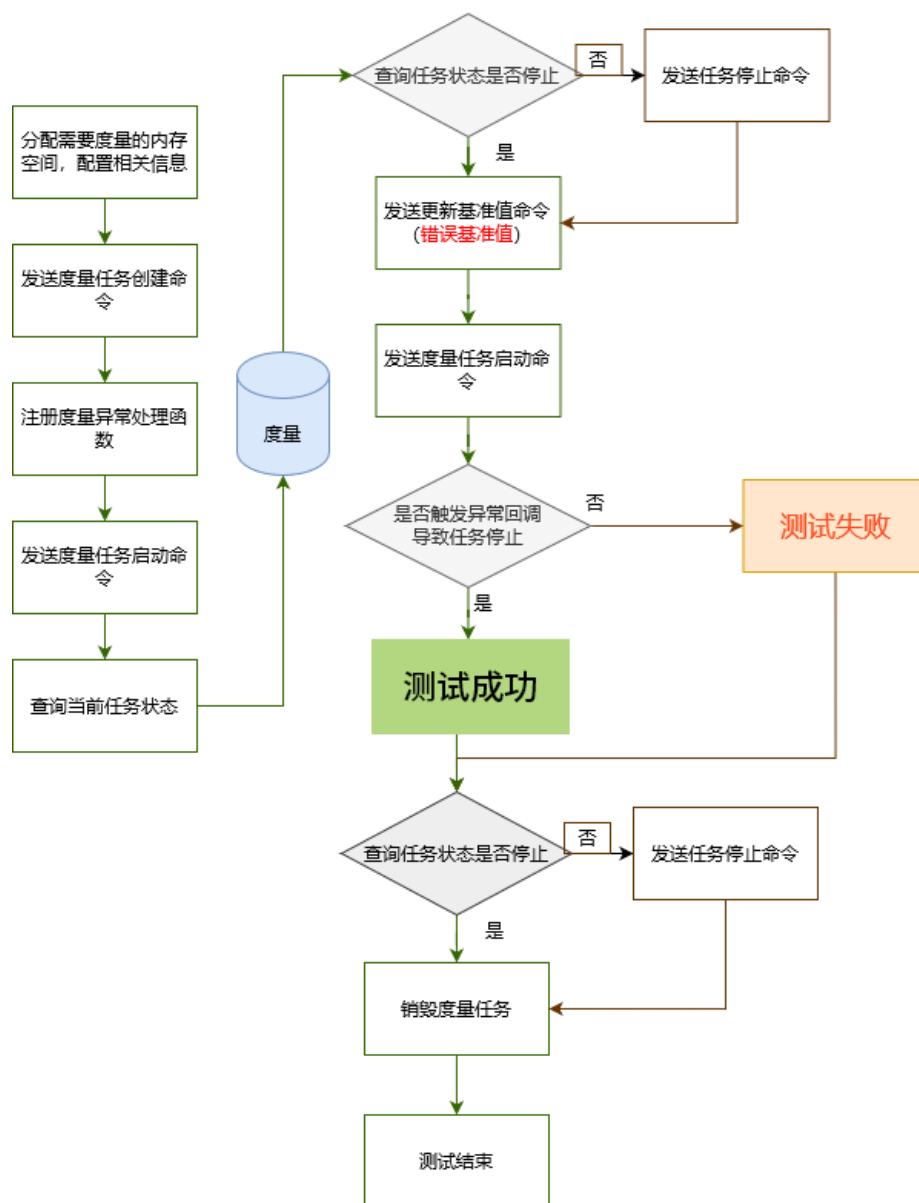 分配需要度量的内存
空间，配置相关信息
发送度量任务创建命
令
注册度量异常处理函
数
发送度量任务启动命
令
查询当前任务状态
度量
查询任务状态是否停止
否
发送任务停止命令
是
发送更新基准值命令
(错误基准值)
发送度量任务启动命
令
是否触发异常回调
导致任务停止
否
测试失败
是
测试成功
查询任务状态是否停止
否
发送任务停止命令
是
销毁度量任务
测试结束